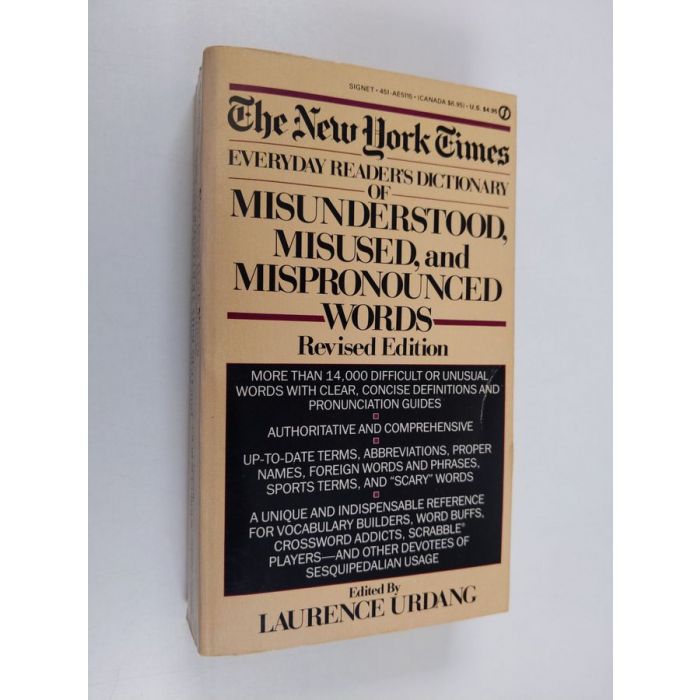 SIGNET • 451-AE5115 • (CANADA $6.95) • U.S. $4.95
The New York Times
EVERYDAY READER'S DICTIONARY
OF
MISUNDERSTOOD,
MISUSED, and
MISPRONOUNCED
WORDS
Revised Edition
MORE THAN 14,000 DIFFICULT OR UNUSUAL
WORDS WITH CLEAR, CONCISE DEFINITIONS AND
PRONUNCIATION GUIDES
AUTHORITATIVE AND COMPREHENSIVE
UP-TO-DATE TERMS, ABBREVIATIONS, PROPER
NAMES, FOREIGN WORDS AND PHRASES,
SPORTS TERMS, AND "SCARY" WORDS
A UNIQUE AND INDISPENSABLE REFERENCE
FOR VOCABULARY BUILDERS, WORD BUFFS,
CROSSWORD ADDICTS, SCRABBLE®
PLAYERS—AND OTHER DEVOTEES OF
SESQUIPEDALIAN USAGE
Edited By
LAURENCE URDANG